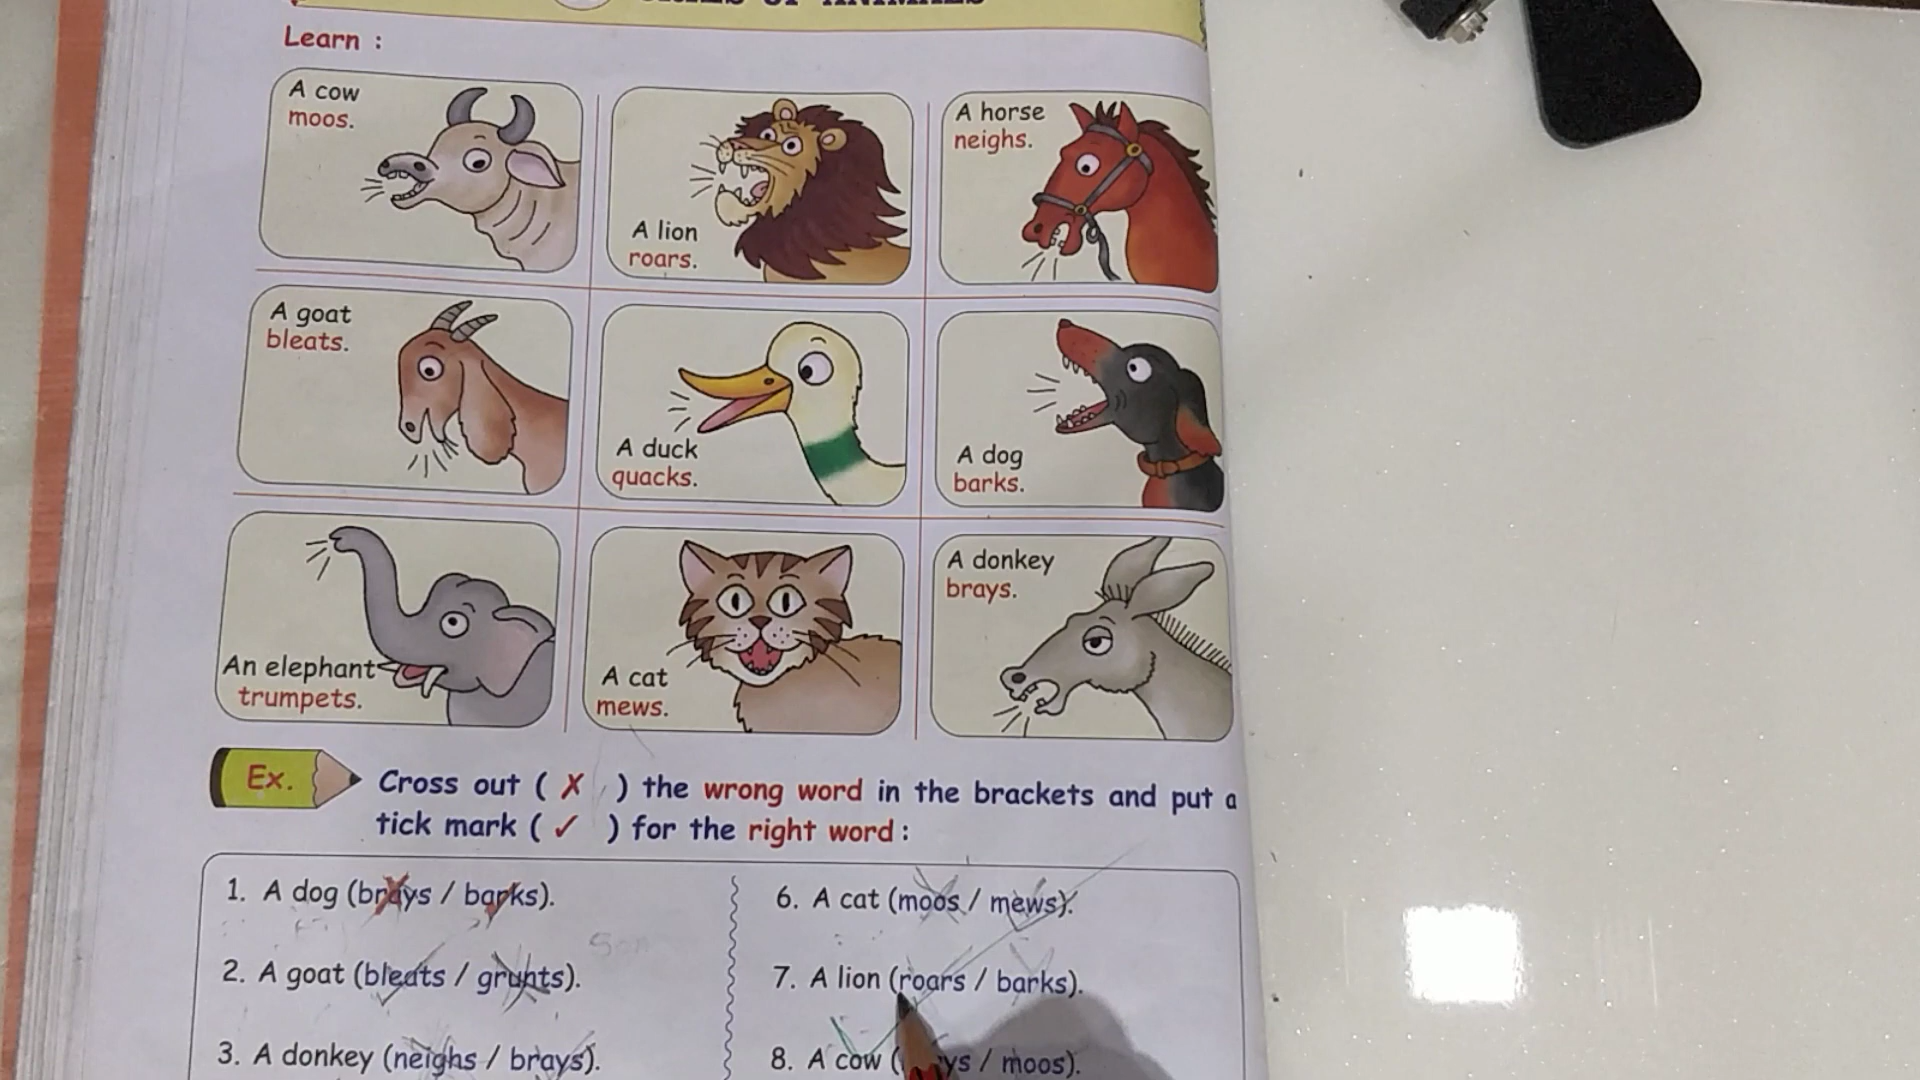 OF ANIMALS
Learn :
A cow
moos.
A lion
roars.
A horse
neighs.
A goat
bleats.
A duck
quacks.
A dog
barks.
An elephant
trumpets.
A cat
mews.
A donkey
brays.
Ex.
Cross out ( ✗ ) the wrong word in the brackets and put a
tick mark ( ✓ ) for the right word :
1. A dog (brays / barks).
2. A goat (bleats / grunts).
3. A donkey (neighs / brays).
6. A cat (moos / mews).
7. A lion (roars / barks).
8. A cow ( / moos).